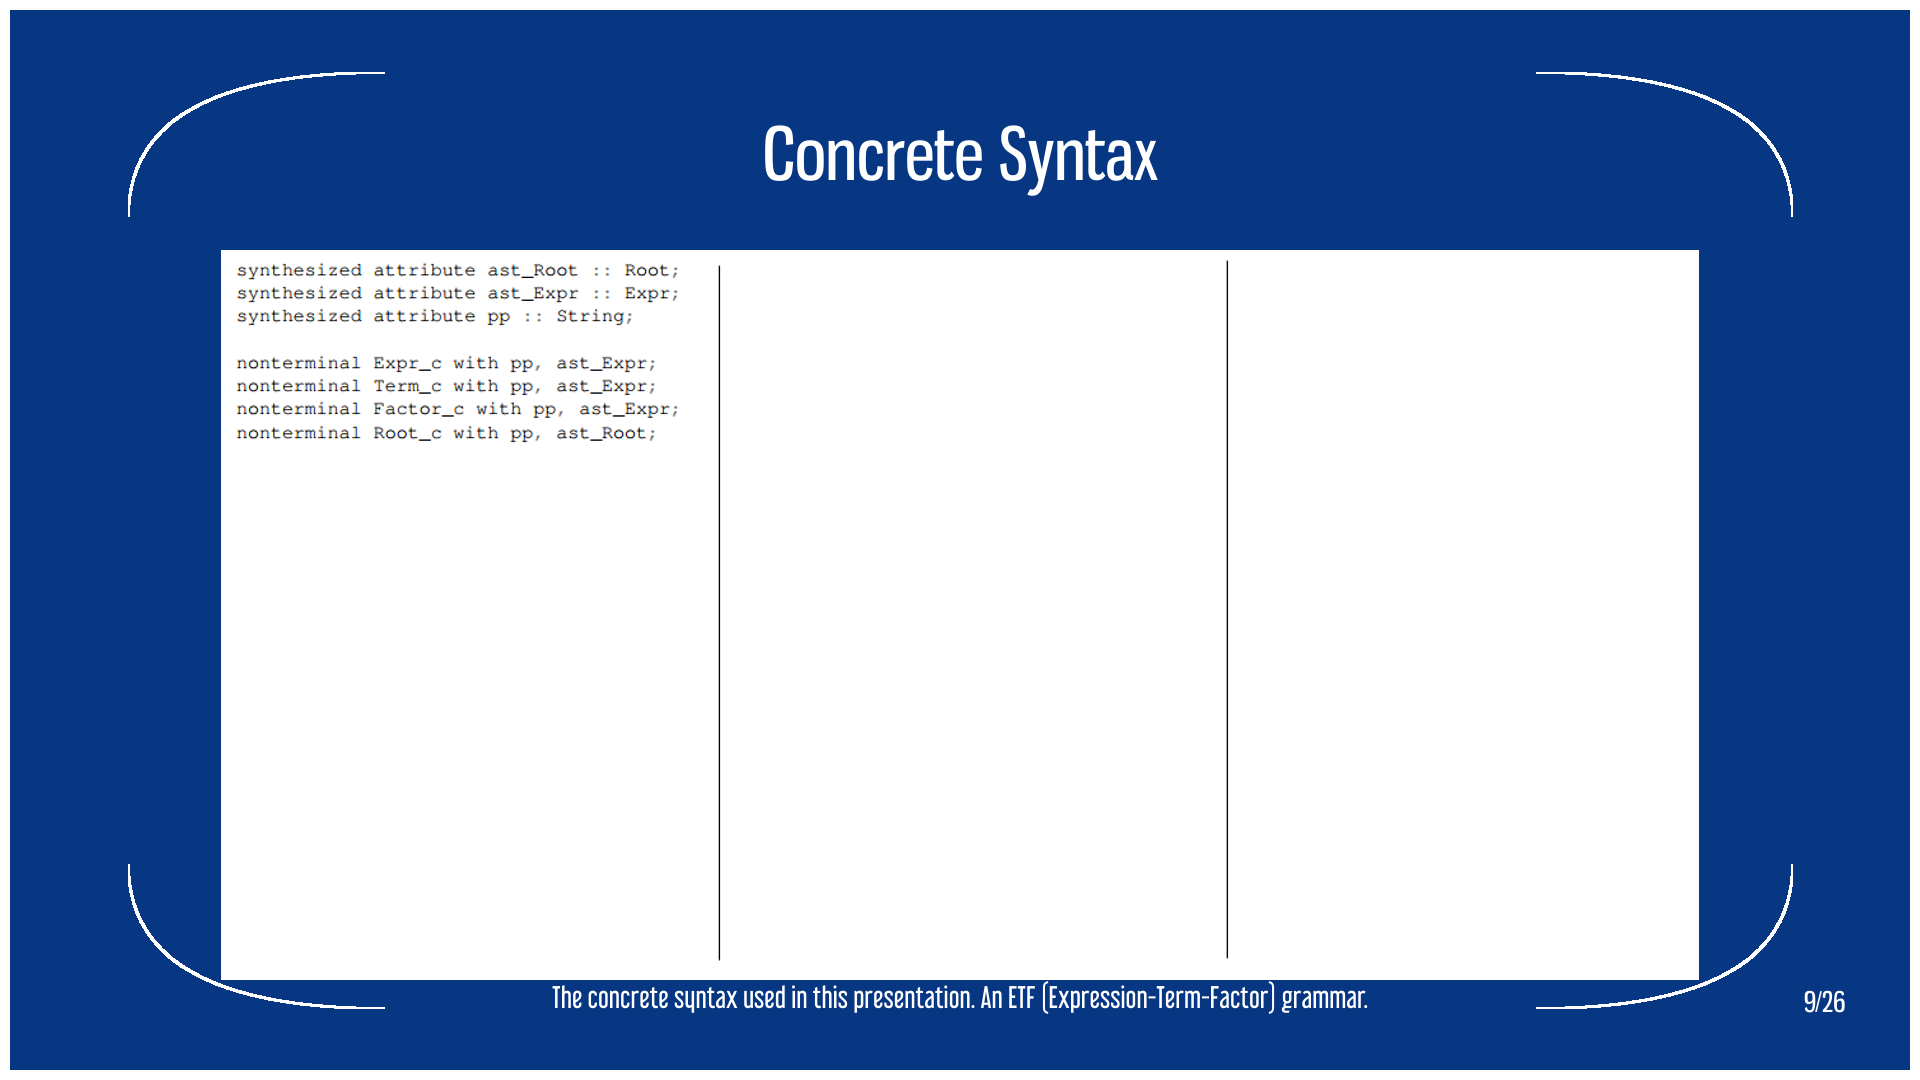 Concrete Syntax
synthesized attribute ast_Root :: Root;
synthesized attribute ast_Expr :: Expr;
synthesized attribute pp :: String;
nonterminal Expr_c with pp, ast_Expr;
nonterminal Term_c with pp, ast_Expr;
nonterminal Factor_c with pp, ast_Expr;
nonterminal Root_c with pp, ast_Root;
The concrete syntax used in this presentation. An ETF (Expression-Term-Factor) grammar.
9/26